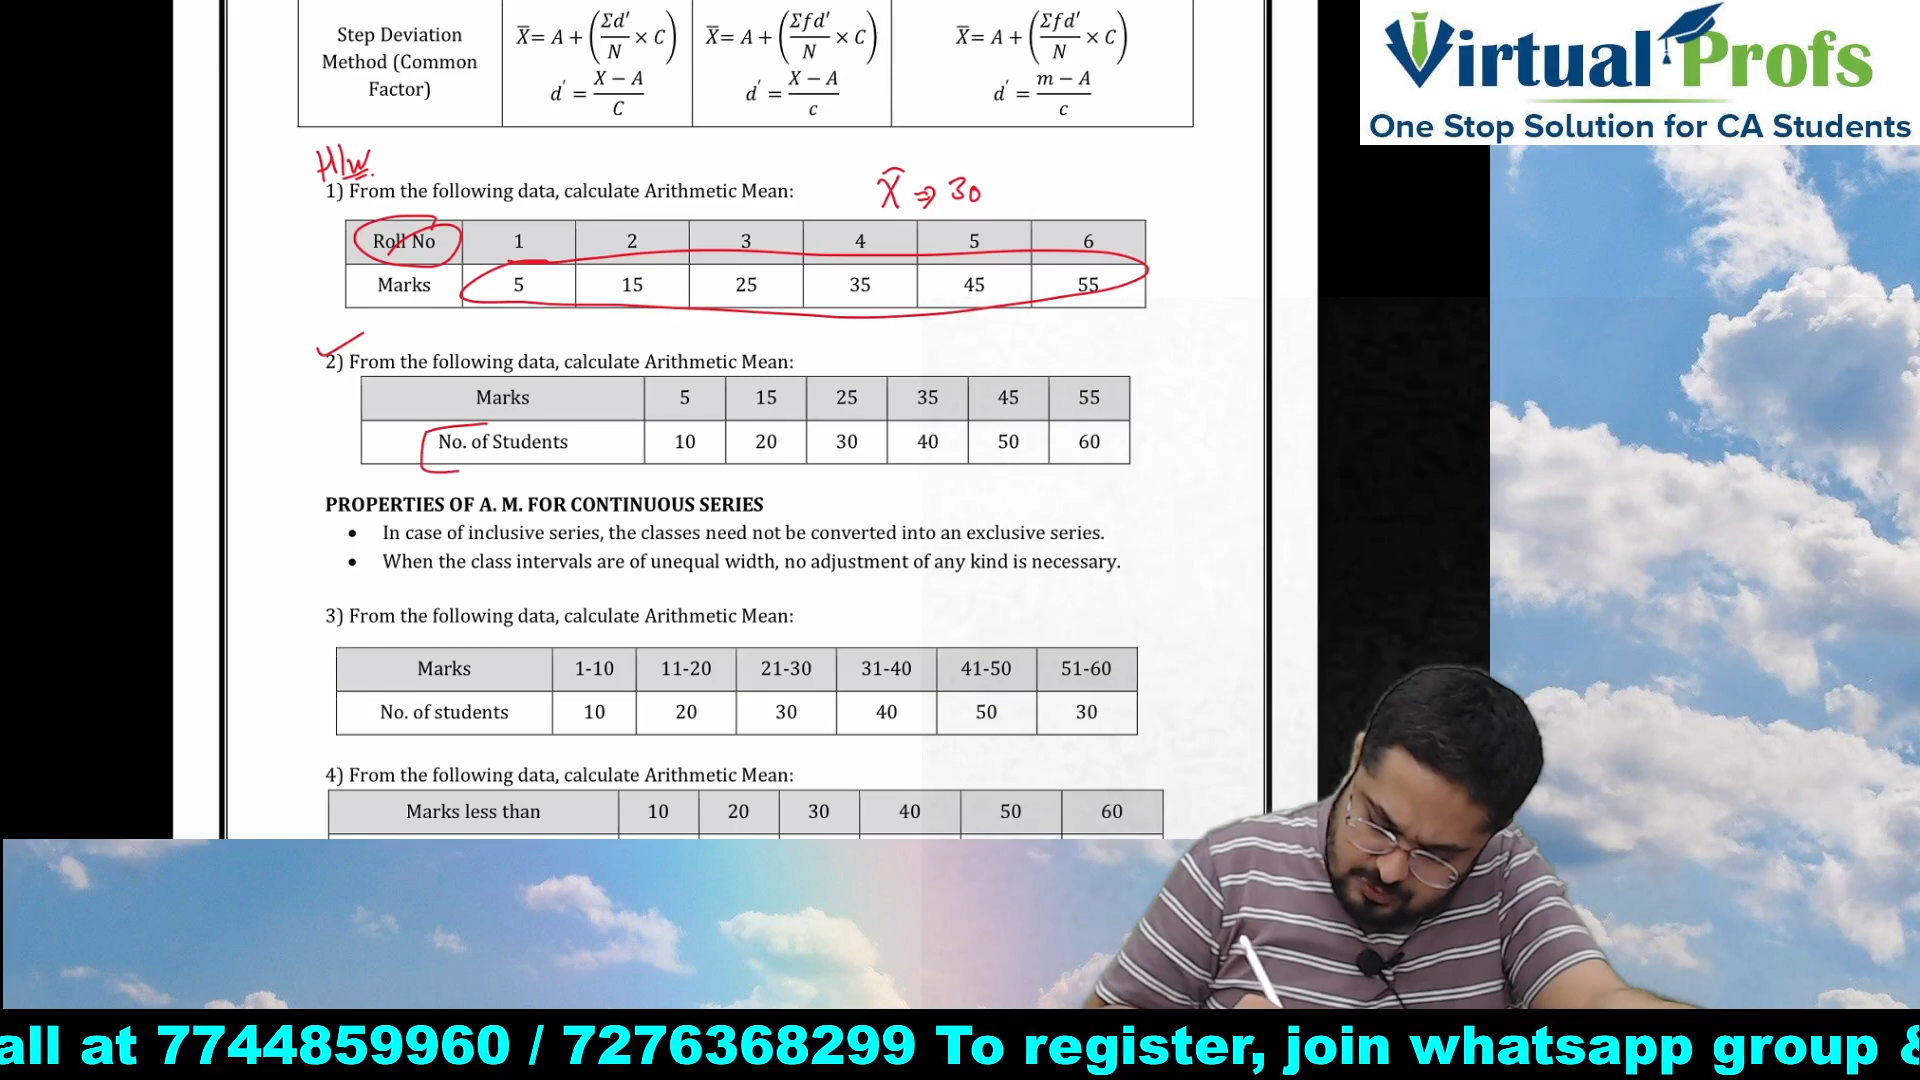 Step Deviation Method (Common Factor)
X̅= A + (Σd′/N × C)
d′ = (X − A)/C
X̅= A + (Σfd′/N × C)
d′ = (X − A)/c
X̅= A + (Σfd′/N × C)
d′ = (m − A)/c
Virtual Profs
One Stop Solution for CA Students
H/w.
1) From the following data, calculate Arithmetic Mean:
X̅ ⇒ 30
Roll No 1 2 3 4 5 6
Marks 5 15 25 35 45 55
2) From the following data, calculate Arithmetic Mean:
Marks 5 15 25 35 45 55
No. of Students 10 20 30 40 50 60
PROPERTIES OF A. M. FOR CONTINUOUS SERIES
• In case of inclusive series, the classes need not be converted into an exclusive series.
• When the class intervals are of unequal width, no adjustment of any kind is necessary.
3) From the following data, calculate Arithmetic Mean:
Marks 1-10 11-20 21-30 31-40 41-50 51-60
No. of students 10 20 30 40 50 30
4) From the following data, calculate Arithmetic Mean:
Marks less than 10 20 30 40 50 60
all at 7744859960 / 7276368299 To register, join whatsapp group &